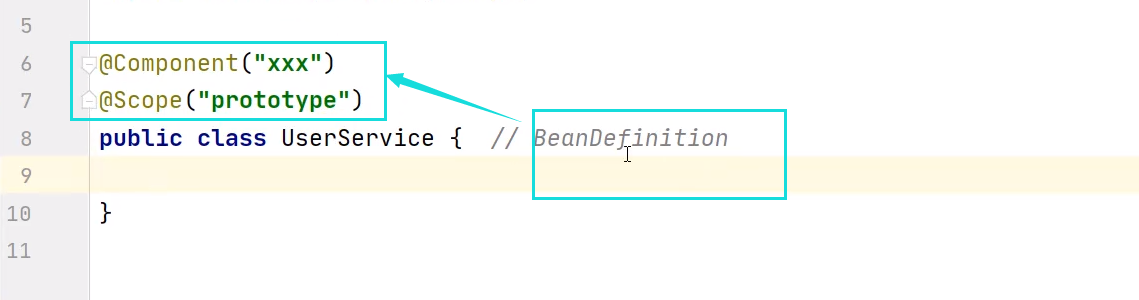 5
6 @Component("xxx")
7 @Scope("prototype")
8 public class UserService { // BeanDefinition
9
10 }
11